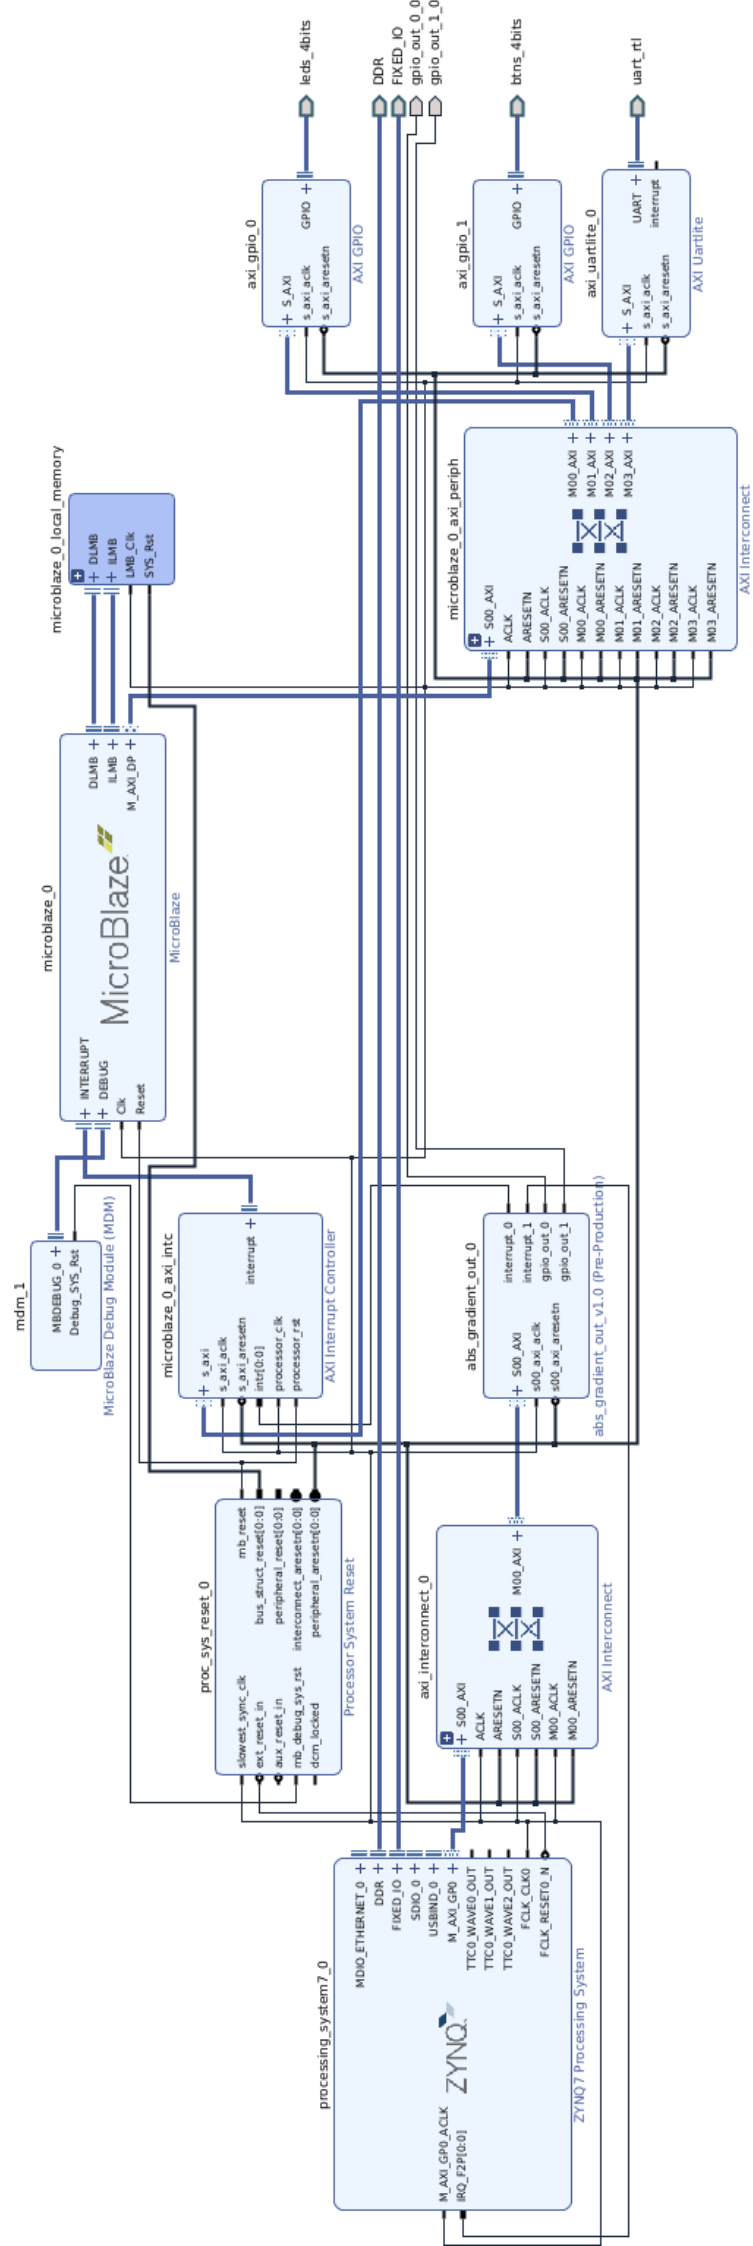 processing_system7_0
M_AXI_GP0_ACLK
IRQ_F2P[0:0]
ZYNQ
MDIO_ETHERNET_0
DDR
FIXED_IO
SDIO_0
USBIND_0
M_AXI_GP0
TTC0_WAVE0_OUT
TTC0_WAVE1_OUT
TTC0_WAVE2_OUT
FCLK_CLK0
FCLK_RESET0_N
ZYNQ7 Processing System
proc_sys_reset_0
slowest_sync_clk
ext_reset_in
aux_reset_in
mb_debug_sys_rst
dcm_locked
mb_reset
bus_struct_reset[0:0]
peripheral_reset[0:0]
interconnect_aresetn[0:0]
peripheral_aresetn[0:0]
Processor System Reset
axi_interconnect_0
S00_AXI
ACLK
ARESETN
S00_ACLK
S00_ARESETN
M00_ACLK
M00_ARESETN
M00_AXI
AXI Interconnect
mdm_1
MBDEBUG_0
Debug_SYS_Rst
MicroBlaze Debug Module (MDM)
microblaze_0_axi_intc
s_axi
s_axi_aclk
s_axi_aresetn
intr[0:0]
processor_clk
processor_rst
interrupt
AXI Interrupt Controller
abs_gradient_out_0
S00_AXI
s00_axi_aclk
s00_axi_aresetn
interrupt_0
interrupt_1
gpio_out_0
gpio_out_1
abs_gradient_out_v1.0 (Pre-Production)
microblaze_0
INTERRUPT
DEBUG
Clk
Reset
MicroBlaze
DLMB
ILMB
M_AXI_DP
MicroBlaze
microblaze_0_local_memory
DLMB
ILMB
LMB_Clk
SYS_Rst
microblaze_0_axi_periph
S00_AXI
ACLK
ARESETN
S00_ACLK
S00_ARESETN
M00_ACLK
M00_ARESETN
M01_ACLK
M01_ARESETN
M02_ACLK
M02_ARESETN
M03_ACLK
M03_ARESETN
M00_AXI
M01_AXI
M02_AXI
M03_AXI
AXI Interconnect
axi_gpio_0
S_AXI
s_axi_aclk
s_axi_aresetn
GPIO
AXI GPIO
axi_gpio_1
S_AXI
s_axi_aclk
s_axi_aresetn
GPIO
AXI GPIO
axi_uartlite_0
S_AXI
s_axi_aclk
s_axi_aresetn
UART
interrupt
AXI Uartlite
leds_4bits
DDR
FIXED_IO
gpio_out_0_0
gpio_out_1_0
btns_4bits
uart_rtl